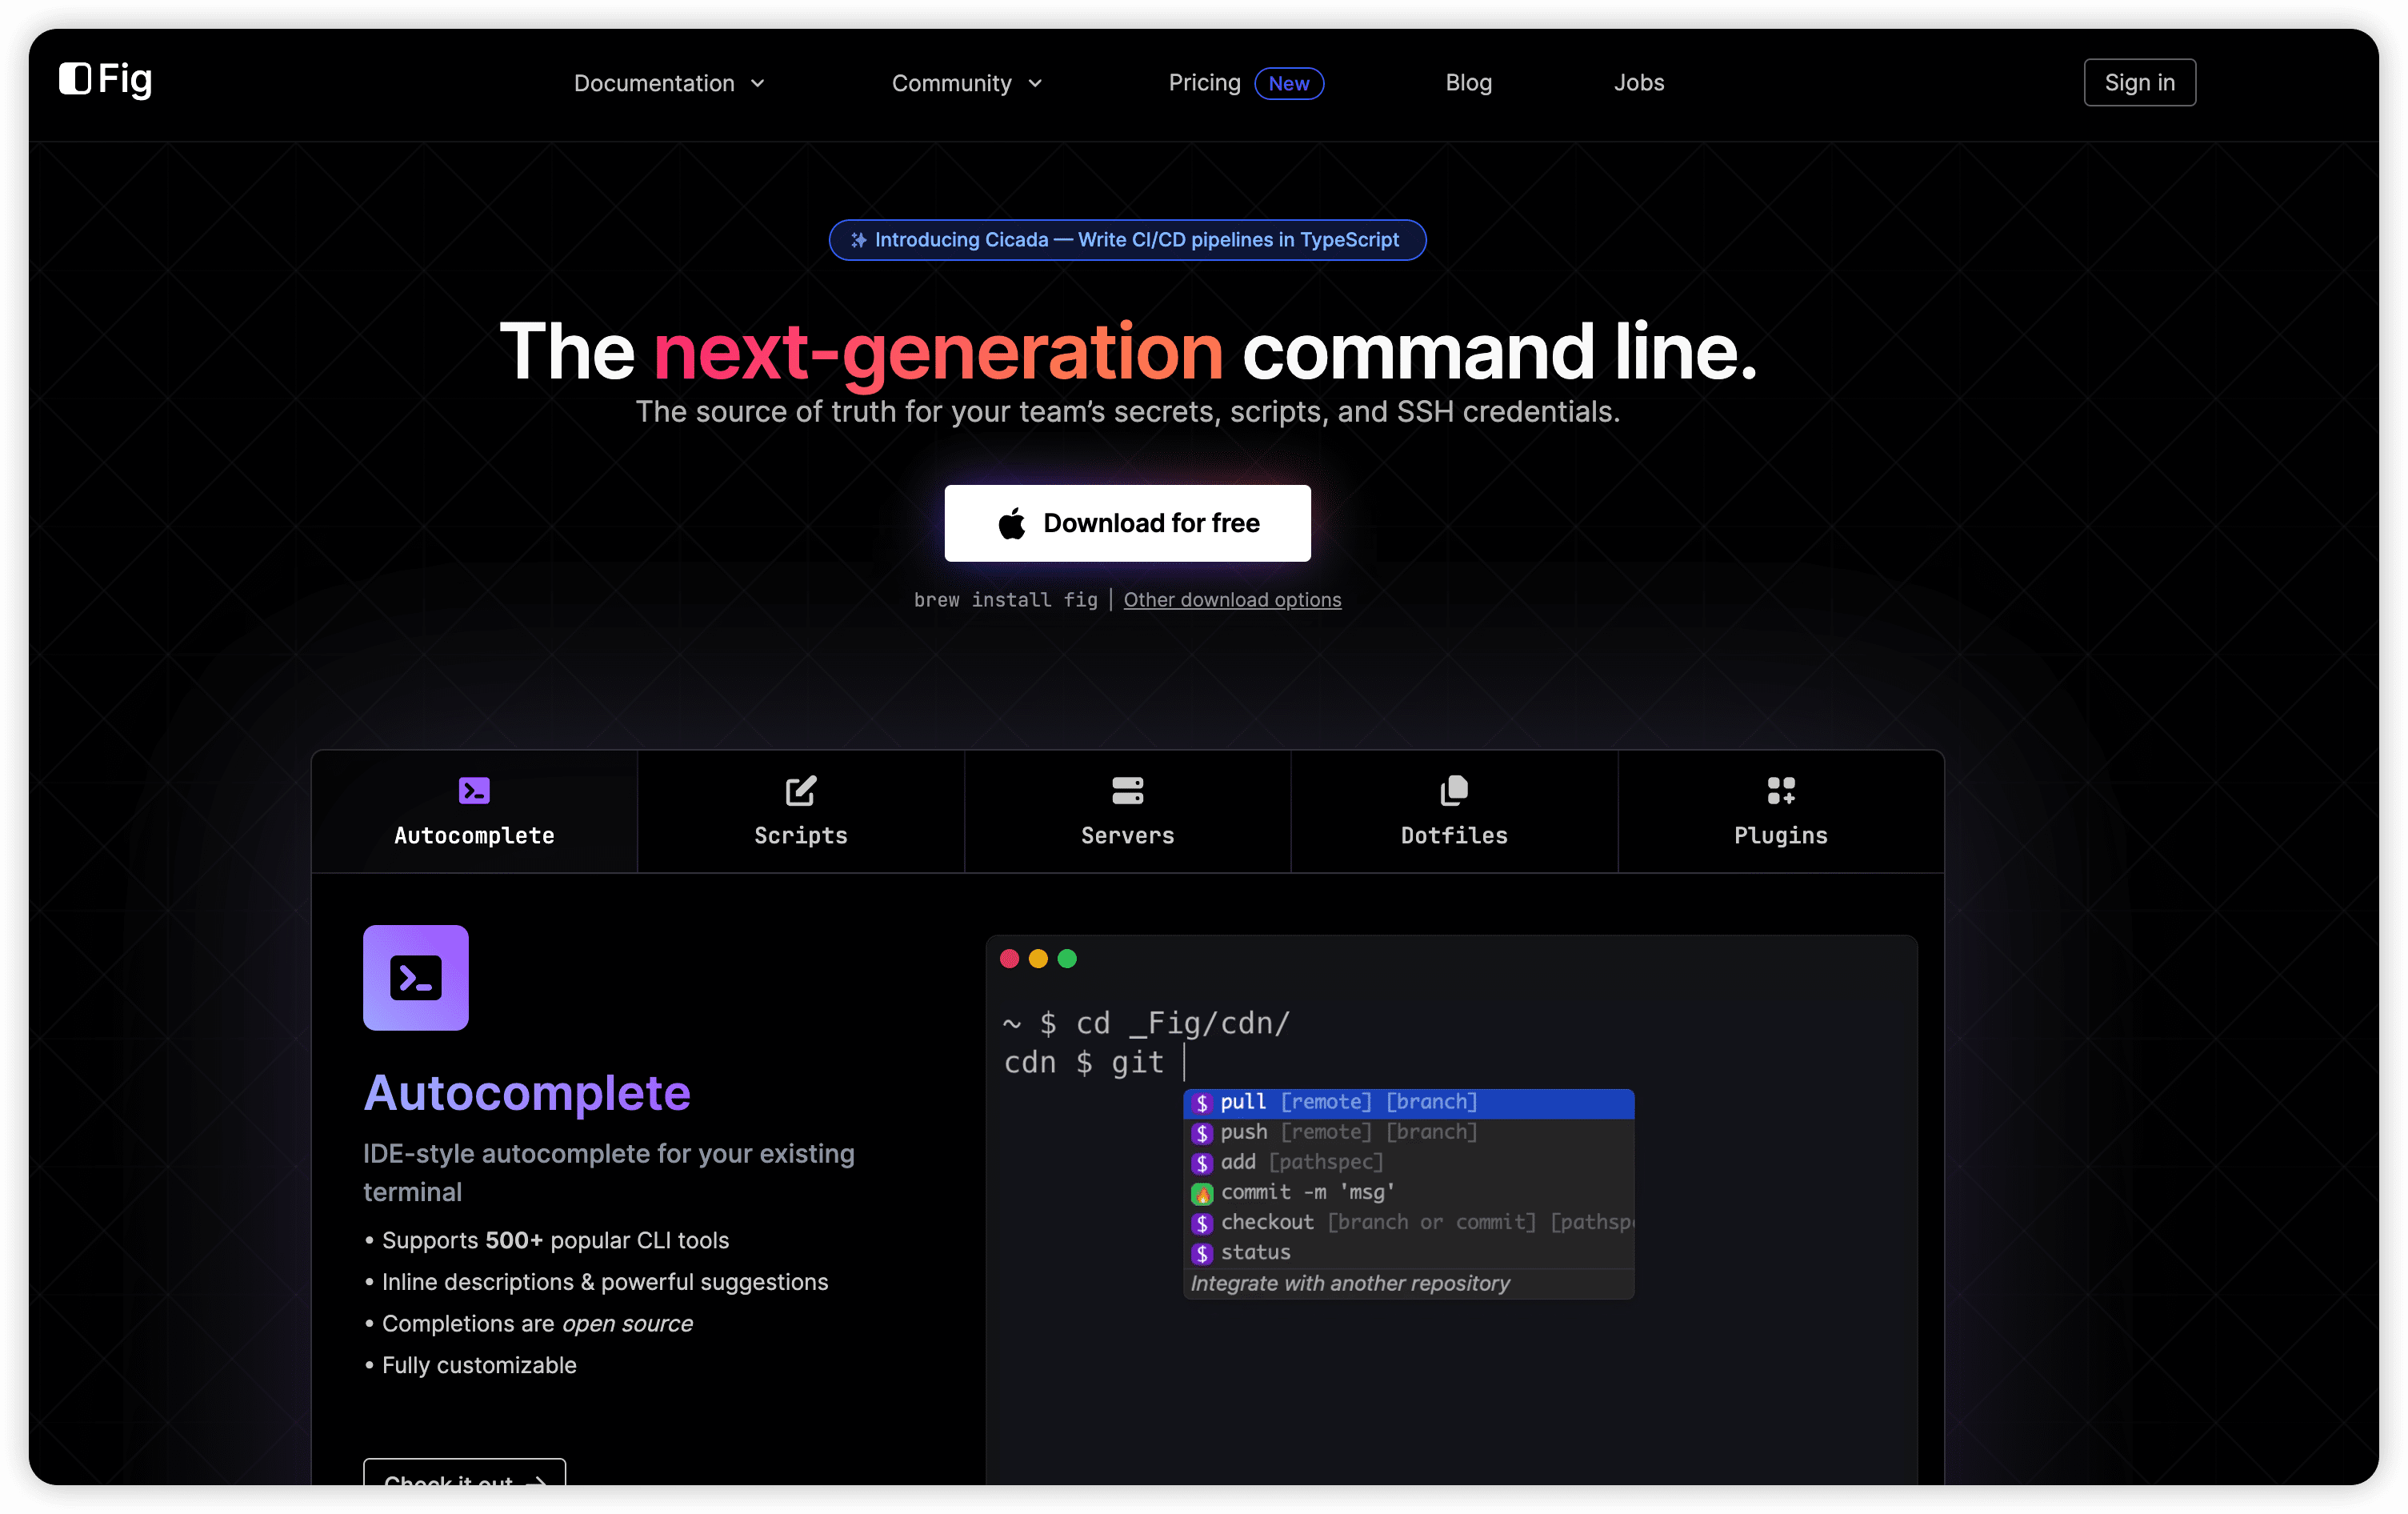 Fig
Documentation
Community
Pricing New
Blog
Jobs
Sign in
Introducing Cicada — Write CI/CD pipelines in TypeScript
The next-generation command line.
The source of truth for your team’s secrets, scripts, and SSH credentials.
Download for free
brew install fig | Other download options
Autocomplete
Scripts
Servers
Dotfiles
Plugins
Autocomplete
IDE-style autocomplete for your existing
terminal
• Supports 500+ popular CLI tools
• Inline descriptions & powerful suggestions
• Completions are open source
• Fully customizable
Check it out →
~ $ cd _Fig/cdn/
cdn $ git
$ pull [remote] [branch]
$ push [remote] [branch]
$ add [pathspec]
🔥 commit -m 'msg'
$ checkout [branch or commit] [pathspe
$ status
Integrate with another repository